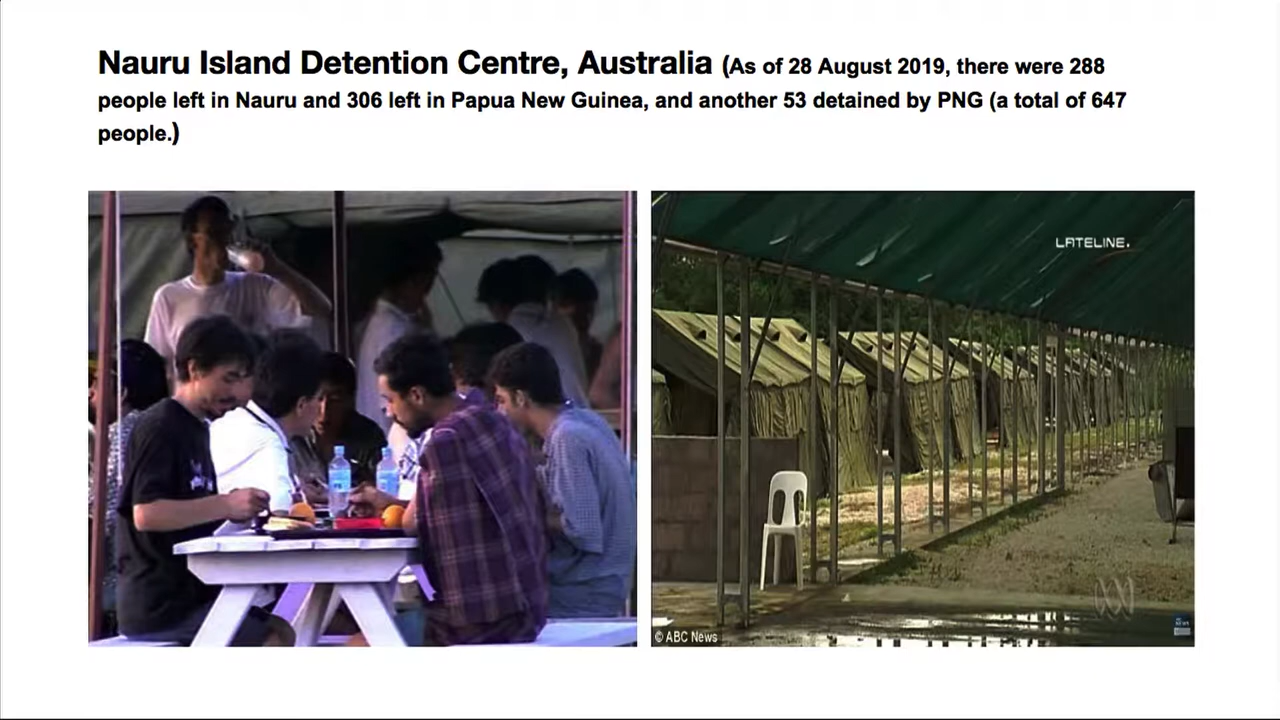 Nauru Island Detention Centre, Australia (As of 28 August 2019, there were 288
people left in Nauru and 306 left in Papua New Guinea, and another 53 detained by PNG (a total of 647
people.)
LATELINE.
© ABC News